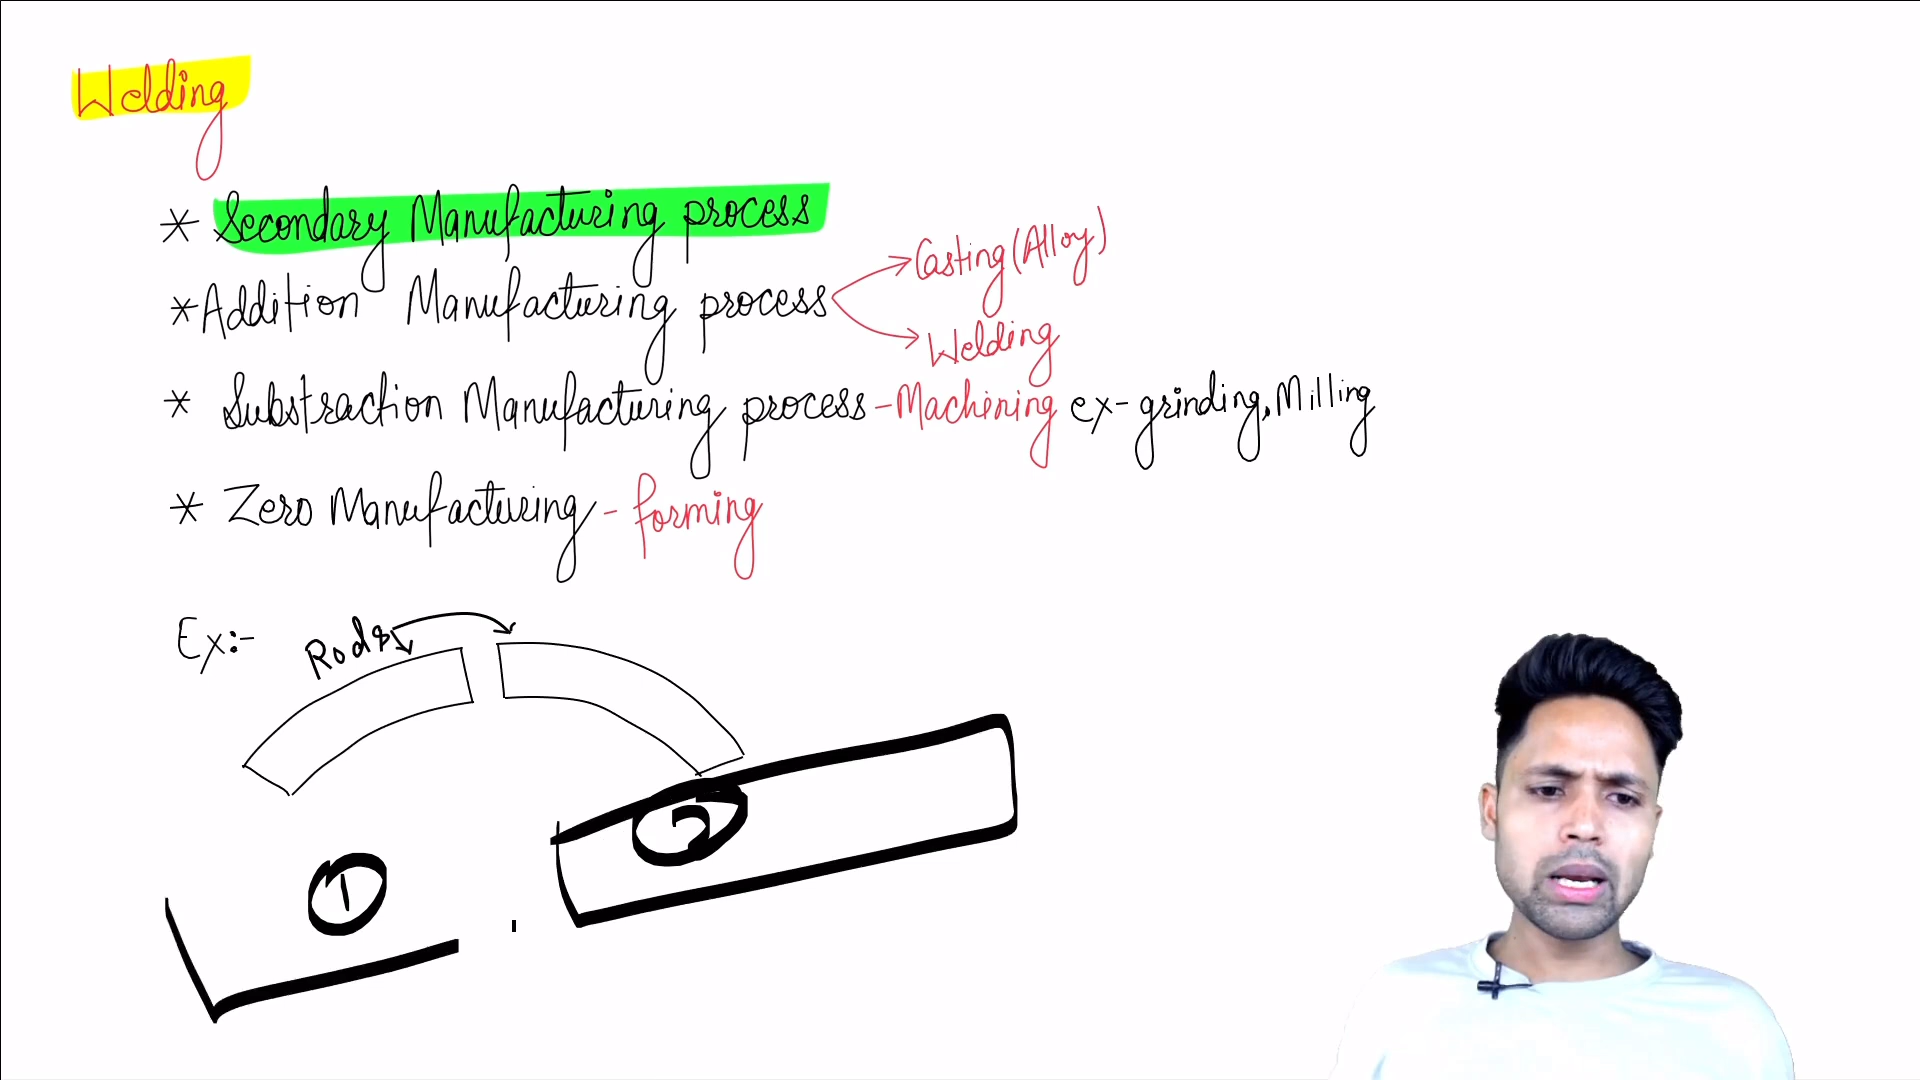 Welding
* Secondary Manufacturing process
*Addition Manufacturing process
Casting (Alloy)
Welding
* Substraction Manufacturing process - Machining ex- grinding, Milling
* Zero Manufacturing - forming
Ex:- Rods
1
2